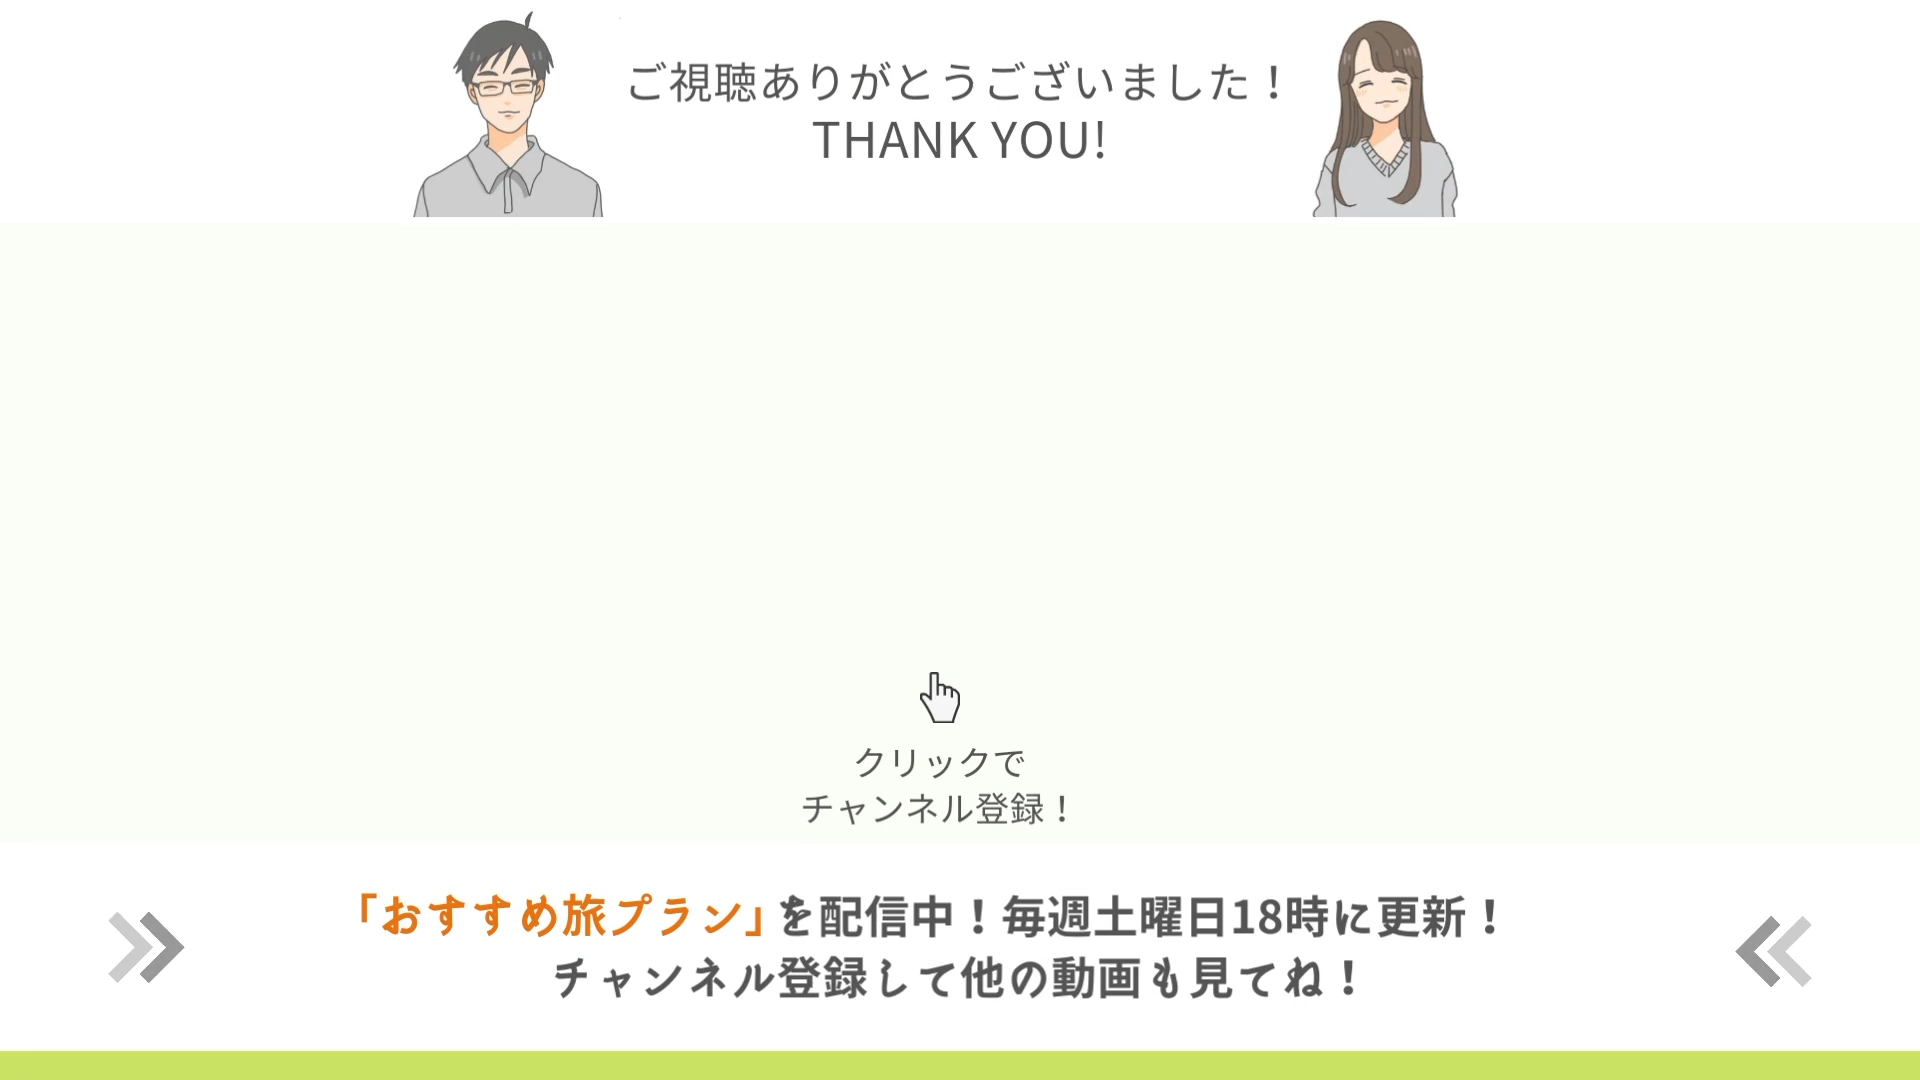 ご視聴ありがとうございました！
THANK YOU!
クリックで
チャンネル登録！
「おすすめ旅プラン」を配信中！毎週土曜日18時に更新！
チャンネル登録して他の動画も見てね！